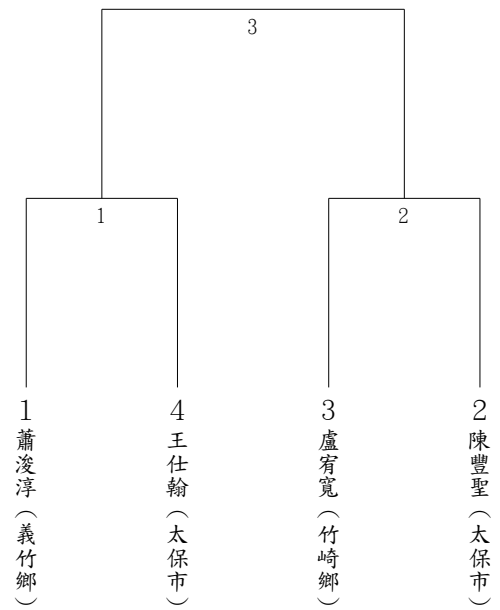 3
1
2
1 蕭浚淳（義竹鄉）
4 王仕翰（太保市）
3 盧宥寬（竹崎鄉）
2 陳豐聖（太保市）